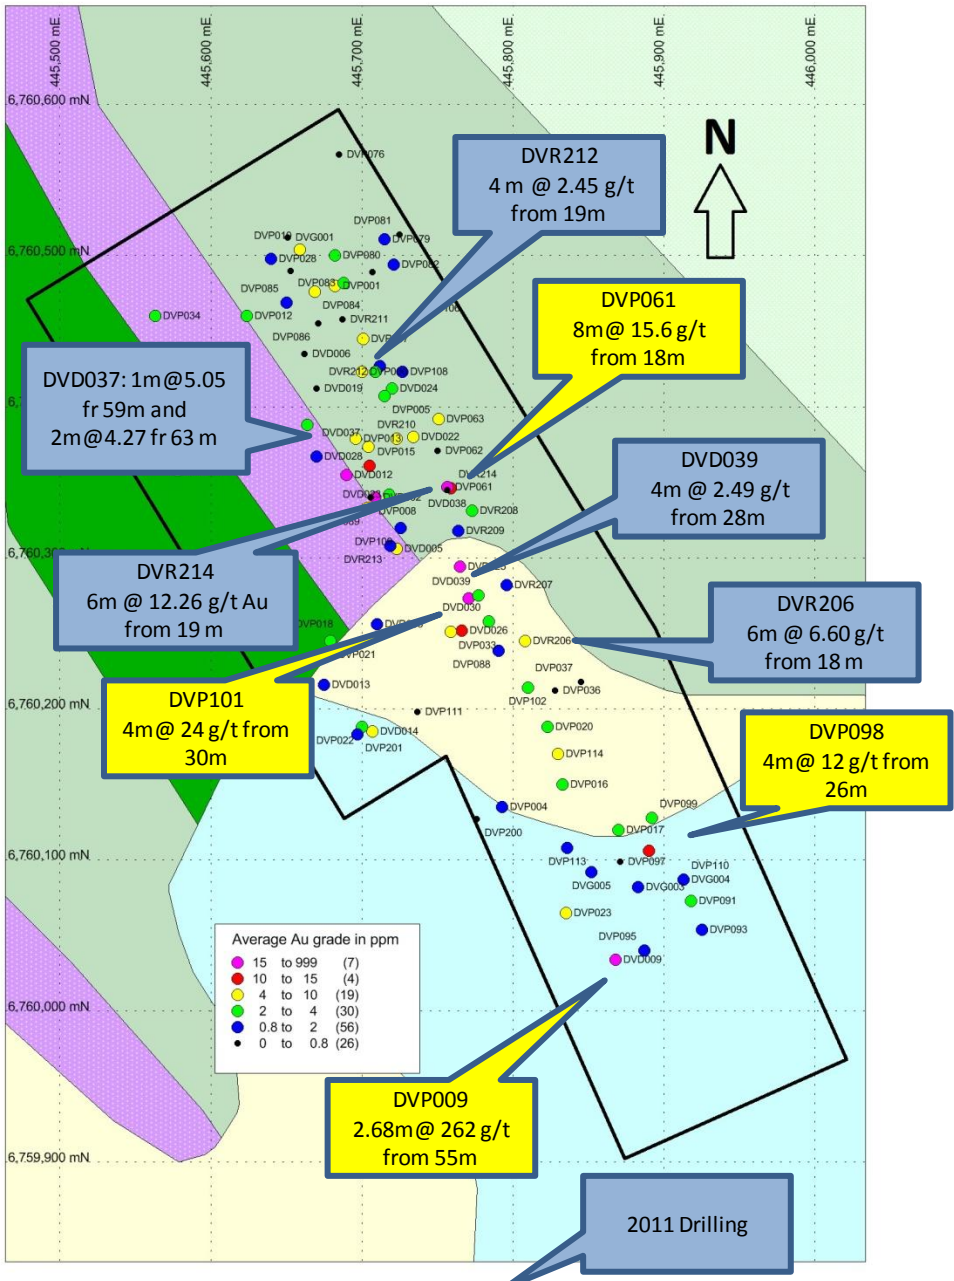 445,500 mE
445,600 mE
445,700 mE
445,800 mE
445,900 mE
446,000 mE
6,760,600 mN
N
DVR212
4 m @ 2.45 g/t
from 19m
DVP076
DVP081
DVP079
DVP010
DVG001
6,760,500 mN
DVP028
DVP080
DVP082
DVP083
DVP001
DVP085
DVP084
DVP034
DVP012
DVR211
DVP086
DVD006
DVR212
DVP108
DVD019
DVD024
DVP061
8m@ 15.6 g/t
from 18m
DVD037: 1m@5.05
fr 59m and
2m@4.27 fr 63 m
DVP005
DVP063
DVR210
DVD037
DVP013
DVD022
DVP015
DVP062
DVD028
DVD012
DVR214
DVP061
DVD038
DVP008
DVR208
DVR209
DVD005
DVR213
6,760,300 mN
DVD039
4m @ 2.49 g/t
from 28m
DVR214
6m @ 12.26 g/t Au
from 19 m
DVD039
DVR207
DVD030
DVP018
DVD026
DVP033
DVR206
DVP021
DVP088
DVR206
6m @ 6.60 g/t
from 18 m
DVP037
DVD013
DVP036
DVP102
6,760,200 mN
DVP111
DVP101
4m@ 24 g/t from
30m
DVD014
DVP022
DVP201
DVP020
DVP114
DVP098
4m@ 12 g/t from
26m
DVP016
DVP004
DVP099
DVP200
DVP017
6,760,100 mN
DVP113
DVP097
DVP110
DVG005
DVG003
DVG004
DVP091
DVP023
DVP093
DVP095
DVD009
Average Au grade in ppm
15 to 999 (7)
10 to 15 (4)
4 to 10 (19)
2 to 4 (30)
0.8 to 2 (56)
0 to 0.8 (26)
6,760,000 mN
DVP009
2.68m@ 262 g/t
from 55m
6,759,900 mN
2011 Drilling